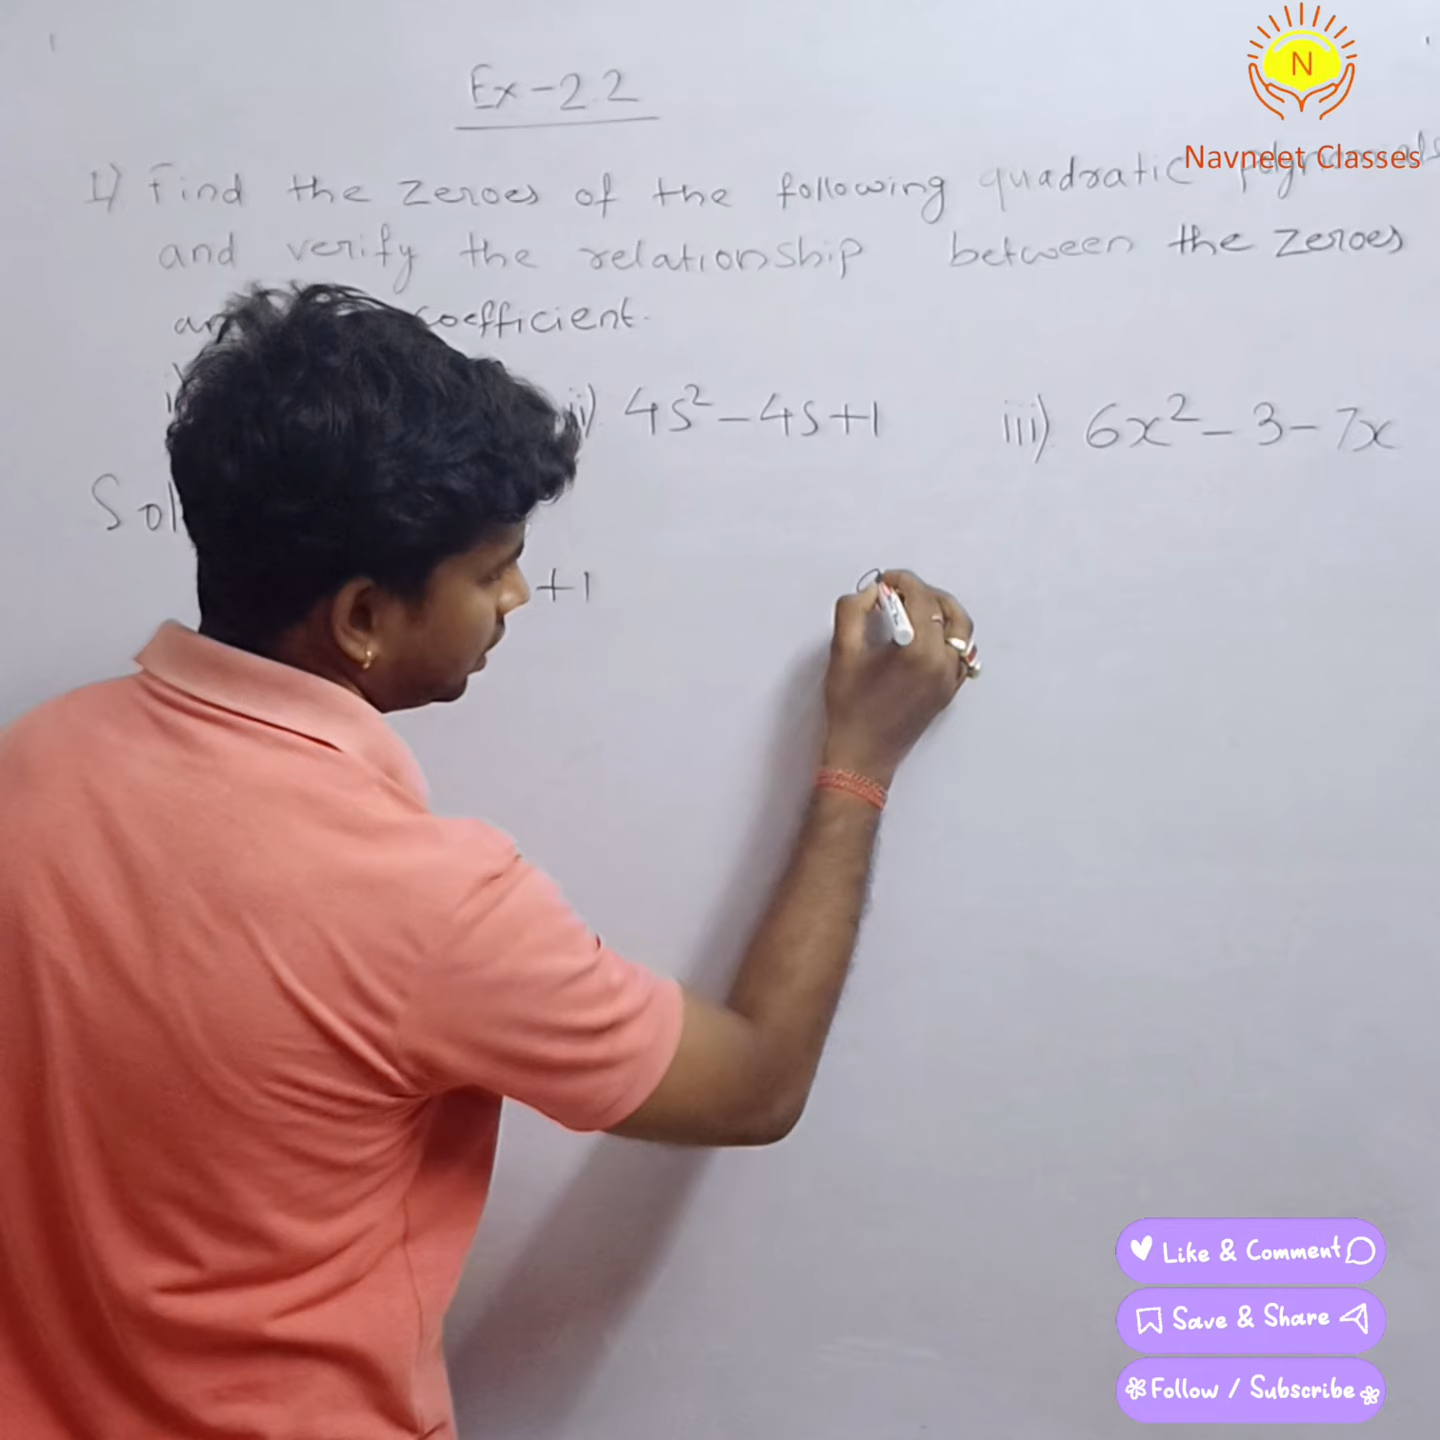 N
Navneet Classes
Ex-2.2
1) Find the zeroes of the following quadratic polynomials
and verify the relationship between the zeroes
coefficient.
ii) 4s²-4s+1 iii) 6x²-3-7x
Sol
+1
Like & Comment
Save & Share
Follow / Subscribe